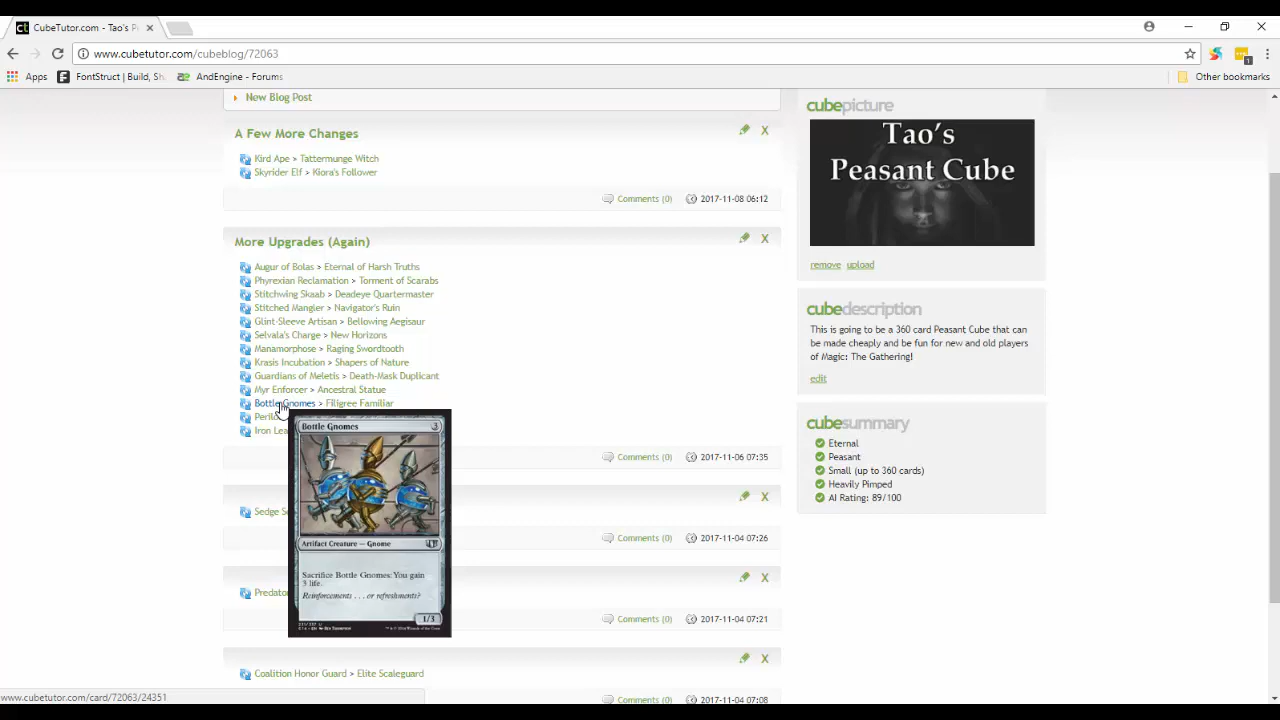 CubeTutor.com - Tao's P
www.cubetutor.com/cubeblog/72063
Apps
FontStruct | Build, Sh
AndEngine - Forums
Other bookmarks
New Blog Post
A Few More Changes
X
Kird Ape > Tattermunge Witch
Skyrider Elf > Kiora's Follower
Comments (0)
2017-11-08 06:12
More Upgrades (Again)
X
Augur of Bolas > Eternal of Harsh Truths
Phyrexian Reclamation > Torment of Scarabs
Stitchwing Skaab > Deadeye Quartermaster
Stitched Mangler > Navigator's Ruin
Glint-Sleeve Artisan > Bellowing Aegisaur
Selvala's Charge > New Horizons
Manamorphose > Raging Swordtooth
Krasis Incubation > Shapers of Nature
Guardians of Meletis > Death-Mask Duplicant
Myr Enforcer > Ancestral Statue
Bottle Gnomes > Filigree Familiar
Perilo
Iron Lea
Comments (0)
2017-11-06 07:35
X
Sedge S
Comments (0)
2017-11-04 07:26
X
Predato
Comments (0)
2017-11-04 07:21
X
Coalition Honor Guard > Elite Scaleguard
Comments (0)
2017-11-04 07:08
Bottle Gnomes
3
Artifact Creature — Gnome
Sacrifice Bottle Gnomes: You gain
3 life.
Reinforcements . . . or refreshments?
1/3
cubepicture
Tao's
Peasant Cube
remove upload
cubedescription
This is going to be a 360 card Peasant Cube that can
be made cheaply and be fun for new and old players
of Magic: The Gathering!
edit
cubesummary
Eternal
Peasant
Small (up to 360 cards)
Heavily Pimped
AI Rating: 89/100
www.cubetutor.com/card/72063/24351